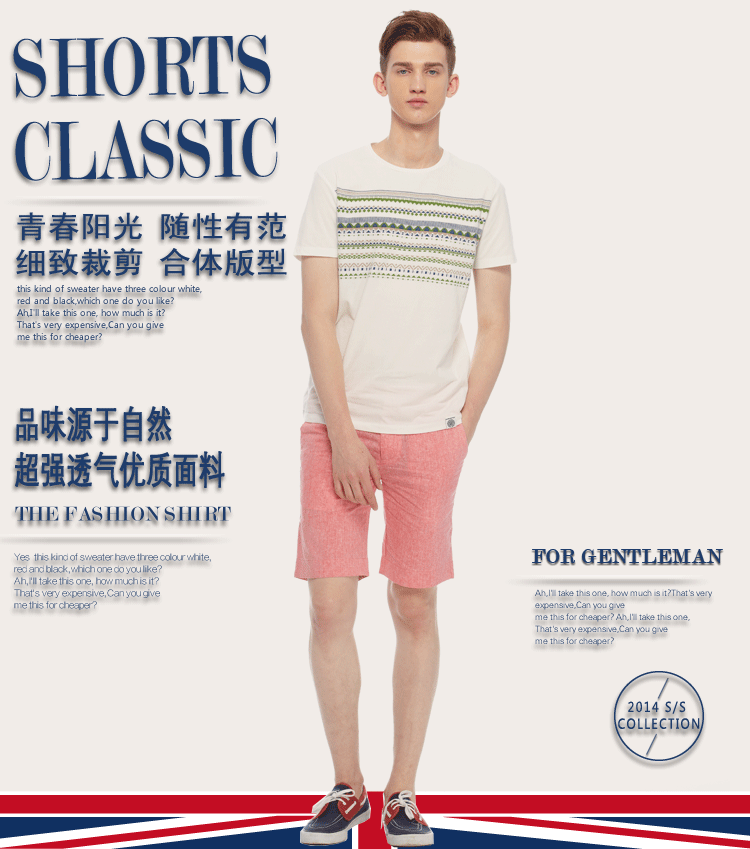 SHORTS
CLASSIC
青春阳光 随性有范
细致裁剪 合体版型
this kind of sweater have three colour white,
red and black,which one do you like?
Ah,I'll take this one, how much is it?
That's very expensive,Can you give
me this for cheaper?
品味源于自然
超强透气优质面料
THE FASHION SHIRT
Yes this kind of sweater have three colour white,
red and black,which one do you like?
Ah,I'll take this one, how much is it?
That's very expensive,Can you give
me this for cheaper?
FOR GENTLEMAN
Ah,I'll take this one, how much is it?That's very
expensive,Can you give
me this for cheaper? Ah,I'll take this one,
That's very expensive,Can you give
me this for cheaper?
2014 S/S
COLLECTION